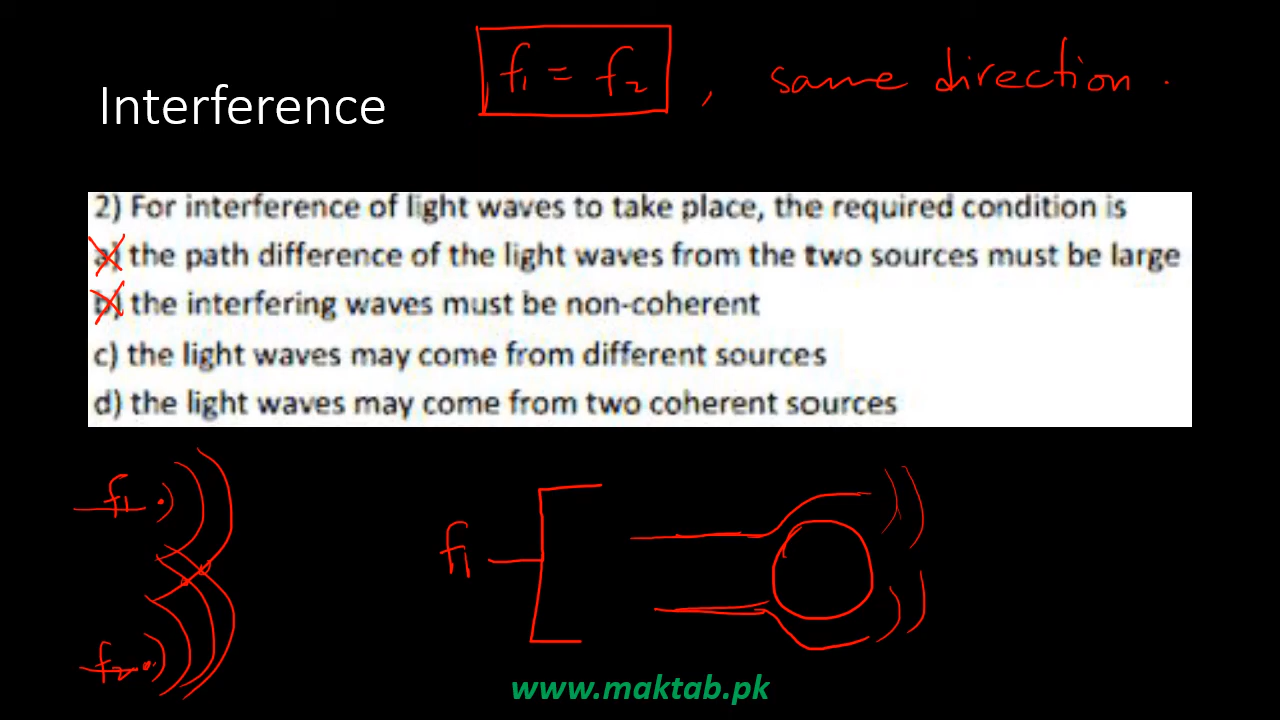 f1 = f2 , same direction .
Interference
2) For interference of light waves to take place, the required condition is
a) the path difference of the light waves from the two sources must be large
b) the interfering waves must be non-coherent
c) the light waves may come from different sources
d) the light waves may come from two coherent sources
f1
f1
f2
www.maktab.pk